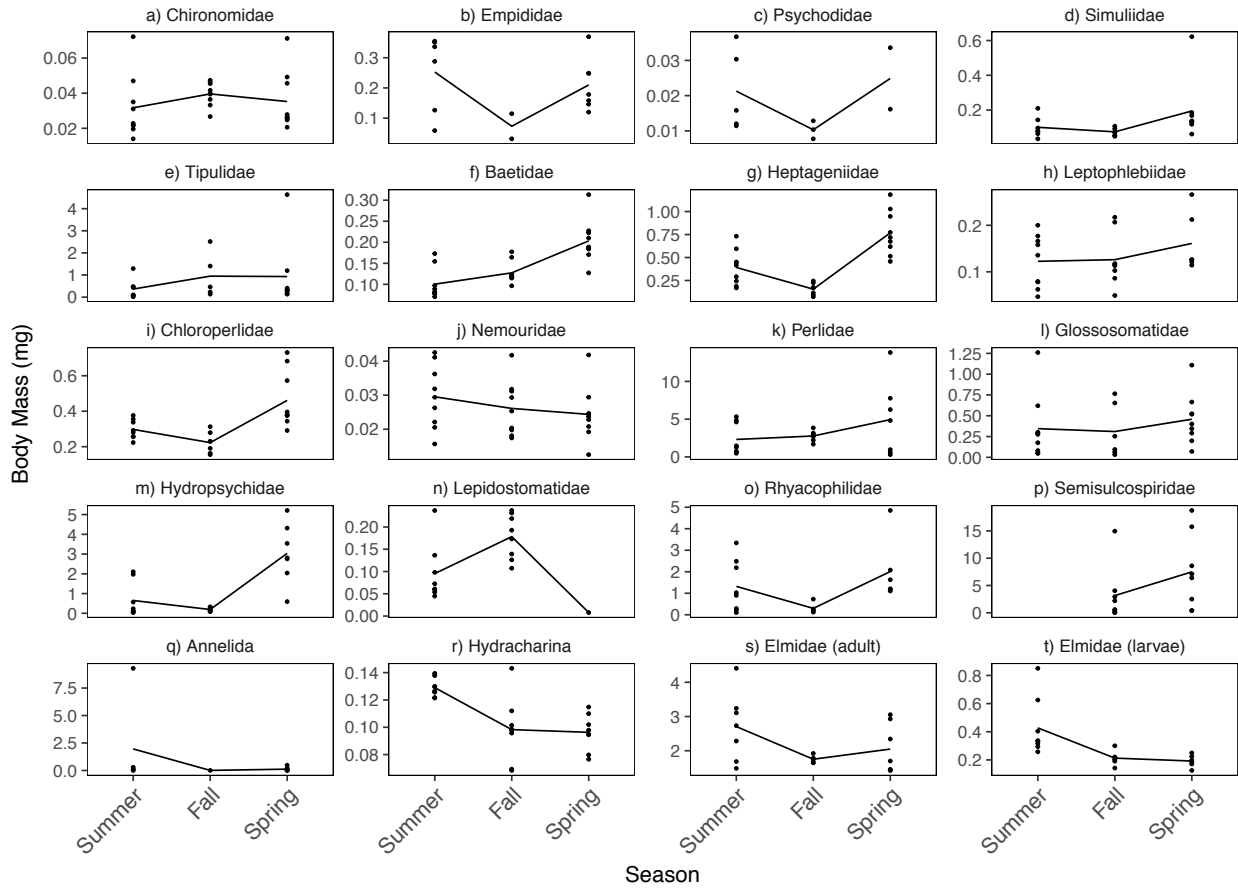 a) Chironomidae
b) Empididae
c) Psychodidae
d) Simuliidae
0.06
0.04
0.02
0.3
0.2
0.1
0.03
0.02
0.01
0.6
0.4
0.2
e) Tipulidae
f) Baetidae
g) Heptageniidae
h) Leptophlebiidae
4
3
2
1
0
0.30
0.25
0.20
0.15
0.10
1.00
0.75
0.50
0.25
0.2
0.1
Body Mass (mg)
i) Chloroperlidae
j) Nemouridae
k) Perlidae
l) Glossosomatidae
0.6
0.4
0.2
0.04
0.03
0.02
10
5
0
1.25
1.00
0.75
0.50
0.25
0.00
m) Hydropsychidae
n) Lepidostomatidae
o) Rhyacophilidae
p) Semisulcospiridae
5
4
3
2
1
0
0.20
0.15
0.10
0.05
0.00
5
4
3
2
1
0
15
10
5
0
q) Annelida
r) Hydracharina
s) Elmidae (adult)
t) Elmidae (larvae)
7.5
5.0
2.5
0.0
0.14
0.12
0.10
0.08
4
3
2
0.8
0.6
0.4
0.2
Summer
Fall
Spring
Summer
Fall
Spring
Summer
Fall
Spring
Summer
Fall
Spring
Season